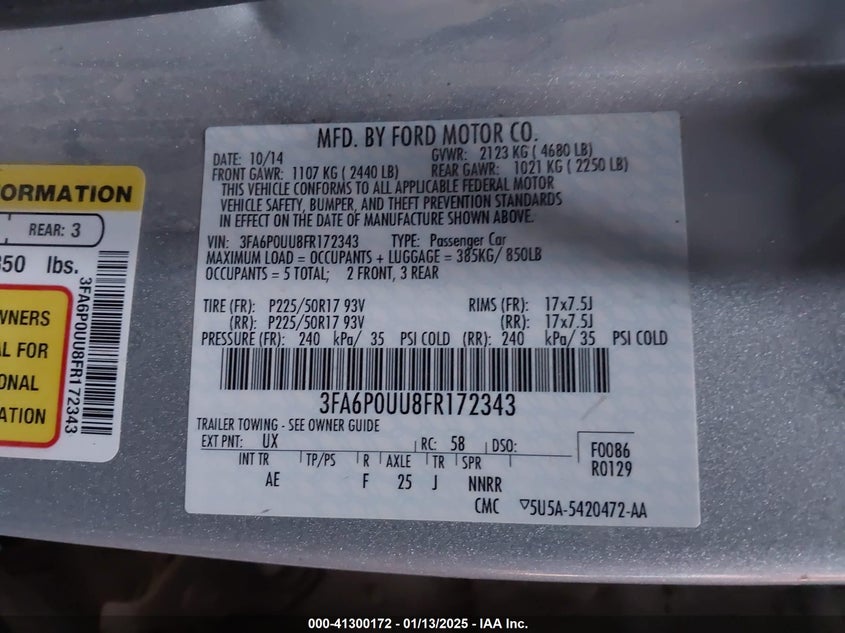 MFD. BY FORD MOTOR CO.
DATE: 10/14 GVWR: 2123 KG ( 4680 LB)
FRONT GAWR: 1107 KG ( 2440 LB) REAR GAWR: 1021 KG ( 2250 LB)
THIS VEHICLE CONFORMS TO ALL APPLICABLE FEDERAL MOTOR
VEHICLE SAFETY, BUMPER, AND THEFT PREVENTION STANDARDS
IN EFFECT ON THE DATE OF MANUFACTURE SHOWN ABOVE.
VIN: 3FA6P0UU8FR172343 TYPE: Passenger Car
MAXIMUM LOAD = OCCUPANTS + LUGGAGE = 385KG/ 850LB
OCCUPANTS = 5 TOTAL; 2 FRONT, 3 REAR
TIRE (FR): P225/50R17 93V RIMS (FR): 17x7.5J
(RR): P225/50R17 93V (RR): 17x7.5J
PRESSURE (FR): 240 kPa/ 35 PSI COLD (RR): 240 kPa/ 35 PSI COLD
3FA6P0UU8FR172343
TRAILER TOWING - SEE OWNER GUIDE
EXT PNT: UX RC: 58 DSO: F0086
R0129
INT TR TP/PS R AXLE TR SPR
AE F 25 J NNRR
CMC ▽5U5A-5420472-AA
ORMATION
REAR: 3
850 lbs.
WNERS
AL FOR
ONAL
ATION
3FA6P0UU8FR172343
000-41300172 - 01/13/2025 - IAA Inc.